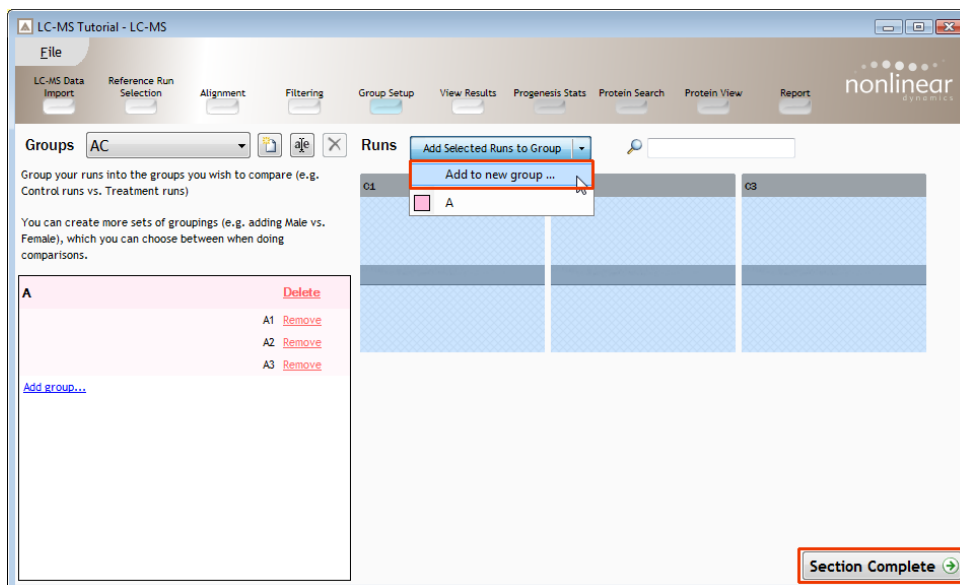 LC-MS Tutorial - LC-MS
File
LC-MS Data
Import
Reference Run
Selection
Alignment
Filtering
Group Setup
View Results
Progenesis Stats
Protein Search
Protein View
Report
nonlinear
dynamics
Groups
AC
Runs
Add Selected Runs to Group
Add to new group ...
A
Group your runs into the groups you wish to compare (e.g.
Control runs vs. Treatment runs)
You can create more sets of groupings (e.g. adding Male vs.
Female), which you can choose between when doing
comparisons.
A Delete
A1 Remove
A2 Remove
A3 Remove
Add group...
C1
C3
Section Complete